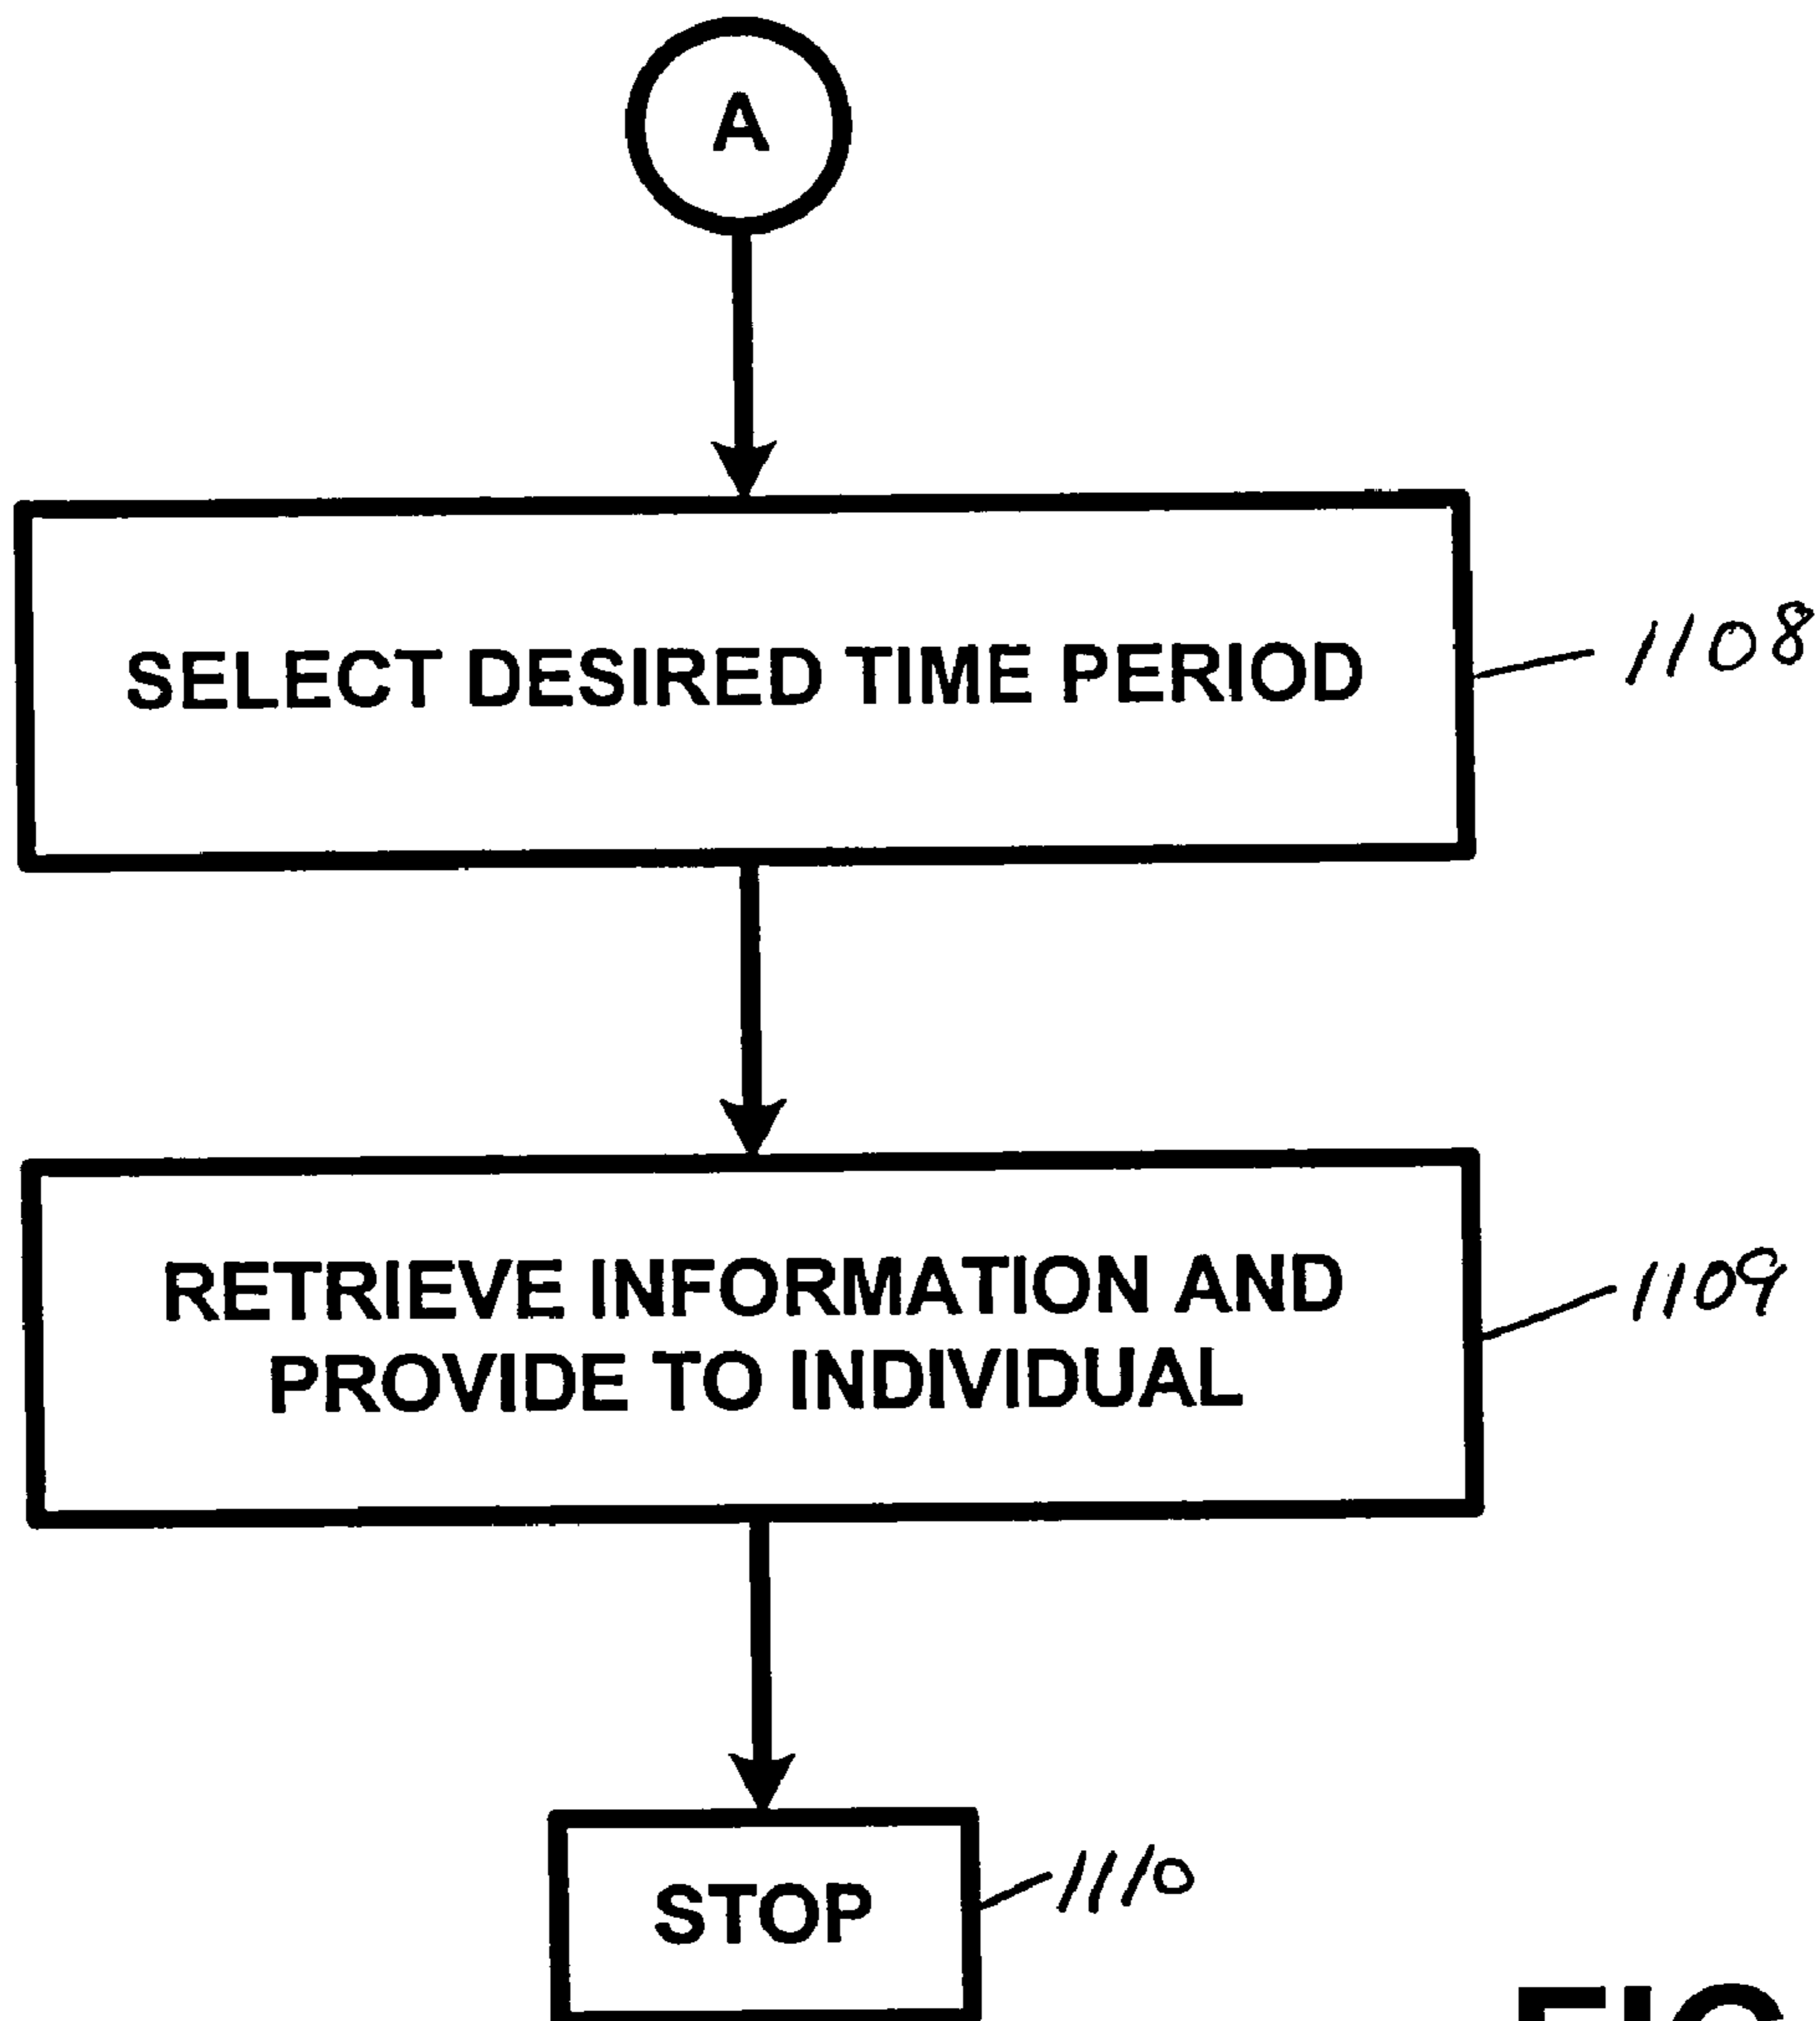 A
SELECT DESIRED TIME PERIOD
1108
RETRIEVE INFORMATION AND
PROVIDE TO INDIVIDUAL
1109
STOP
1110